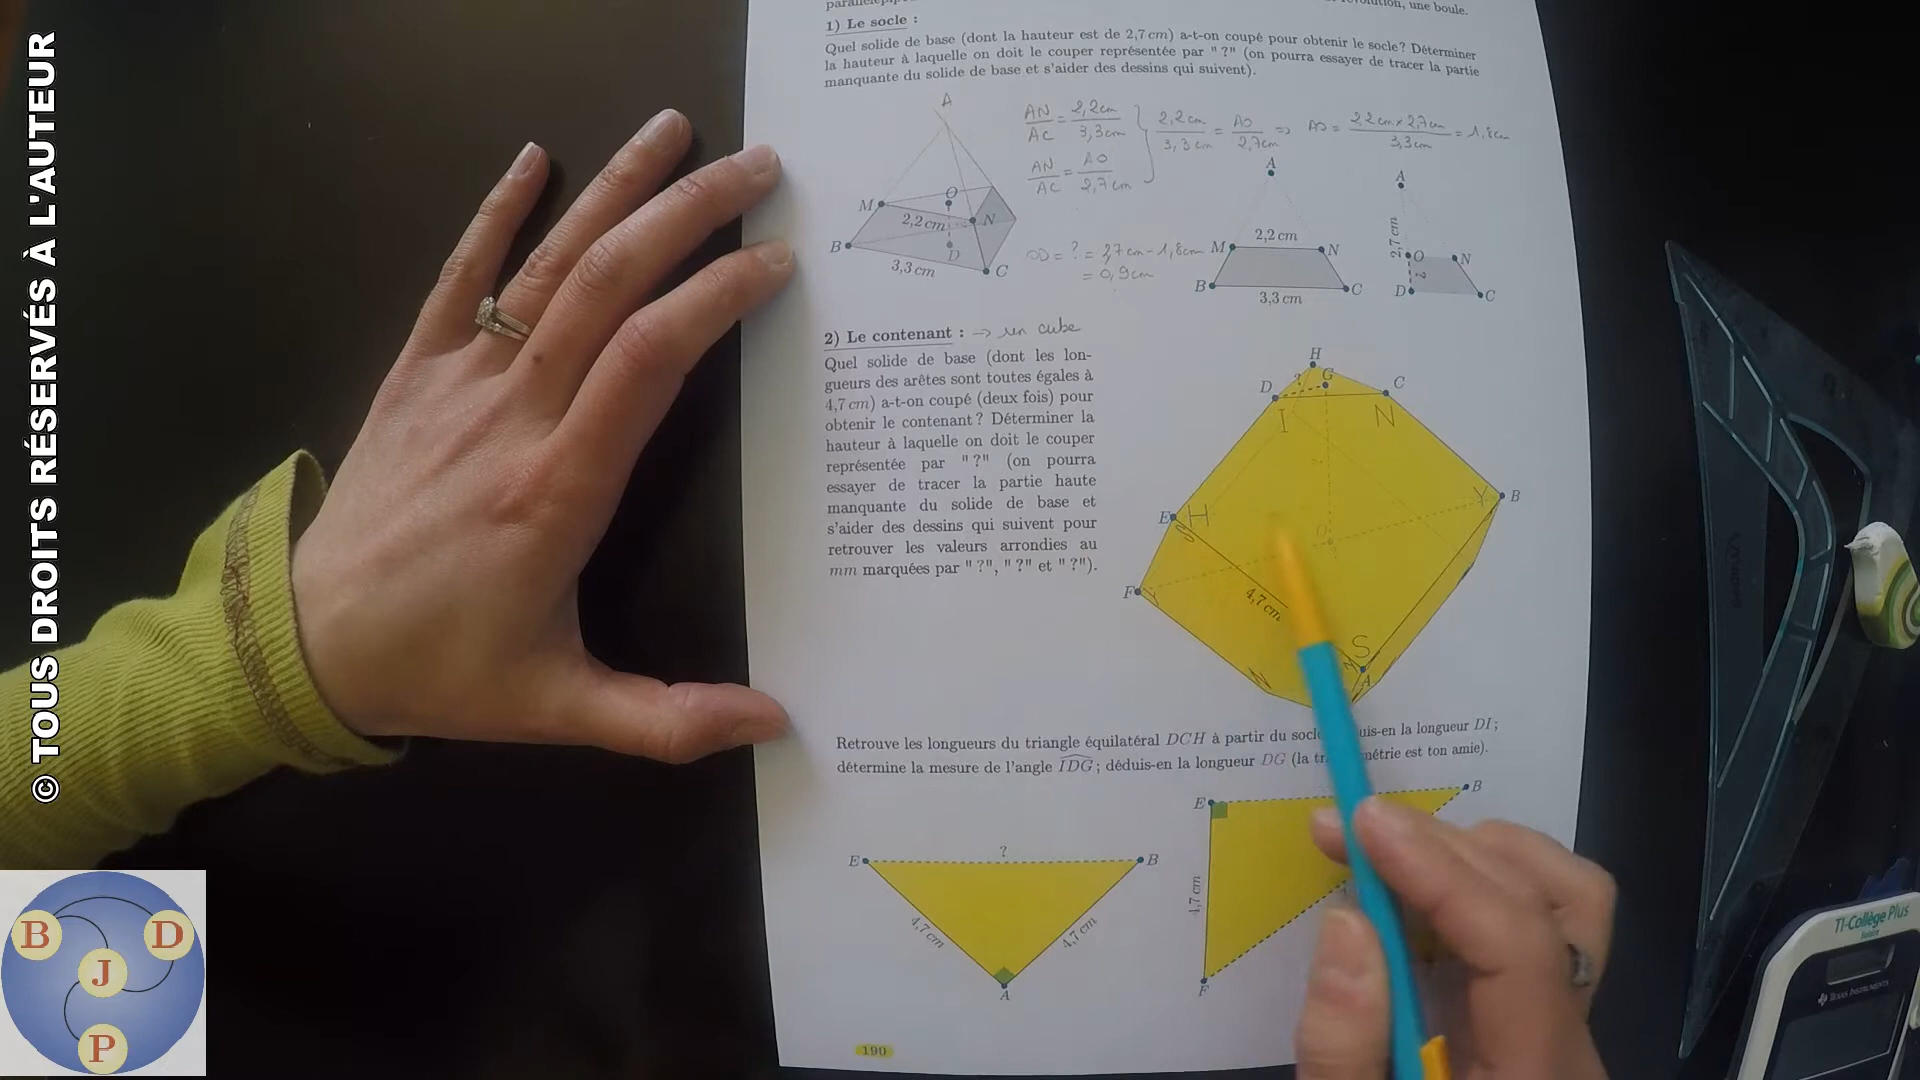 © TOUS DROITS RÉSERVÉS À L'AUTEUR
1) Le socle :
Quel solide de base (dont la hauteur est de 2,7 cm) a-t-on coupé pour obtenir le socle ? Déterminer
la hauteur à laquelle on doit le couper représentée par " ?" (on pourra essayer de tracer la partie
manquante du solide de base et s'aider des dessins qui suivent).
A
AN/AC = 2,2cm/3,3cm
AN/AC = AO/2,7cm
2,2cm/3,3cm = AO/2,7cm => AO = 2,2cm×2,7cm/3,3cm = 1,8cm
M O N
2,2 cm
B D C
3,3 cm
OD = ? = 2,7cm - 1,8cm
= 0,9cm
A
2,2 cm
M N
B C
3,3 cm
A
2,7 cm
O N
?
D C
2) Le contenant : -> un cube
Quel solide de base (dont les lon-
gueurs des arêtes sont toutes égales à
4,7 cm) a-t-on coupé (deux fois) pour
obtenir le contenant ? Déterminer la
hauteur à laquelle on doit le couper
représentée par " ?" (on pourra
essayer de tracer la partie haute
manquante du solide de base et
s'aider des dessins qui suivent pour
retrouver les valeurs arrondies au
mm marquées par " ?", " ?" et " ?").
H
D ? G C
I N
E H Y B
O
?
F
4,7 cm
S
A
Retrouve les longueurs du triangle équilatéral DCH à partir du
en la longueur DI ;
détermine la mesure de l'angle IDG ; déduis-en la longueur DG (la
est ton amie).
E ? B
4,7 cm 4,7 cm
A
E B
4,7 cm
F
190
B D
J
P
TI-Collège Plus
Solaire
TEXAS INSTRUMENTS